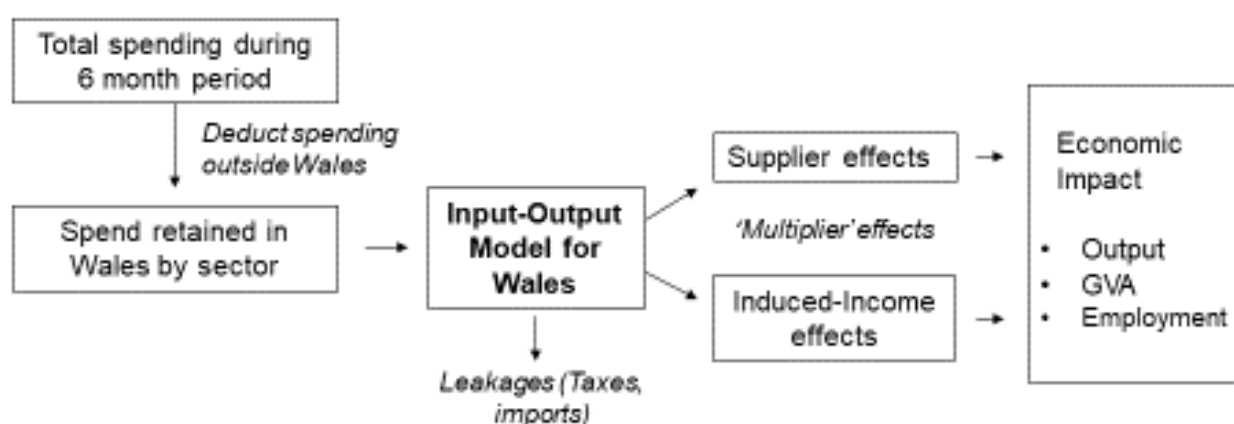 Total spending during
6 month period
Deduct spending
outside Wales
Spend retained in
Wales by sector
Input-Output
Model for
Wales
Leakages (Taxes,
imports)
Supplier effects
‘Multiplier’ effects
Induced-Income
effects
Economic
Impact
• Output
• GVA
• Employment